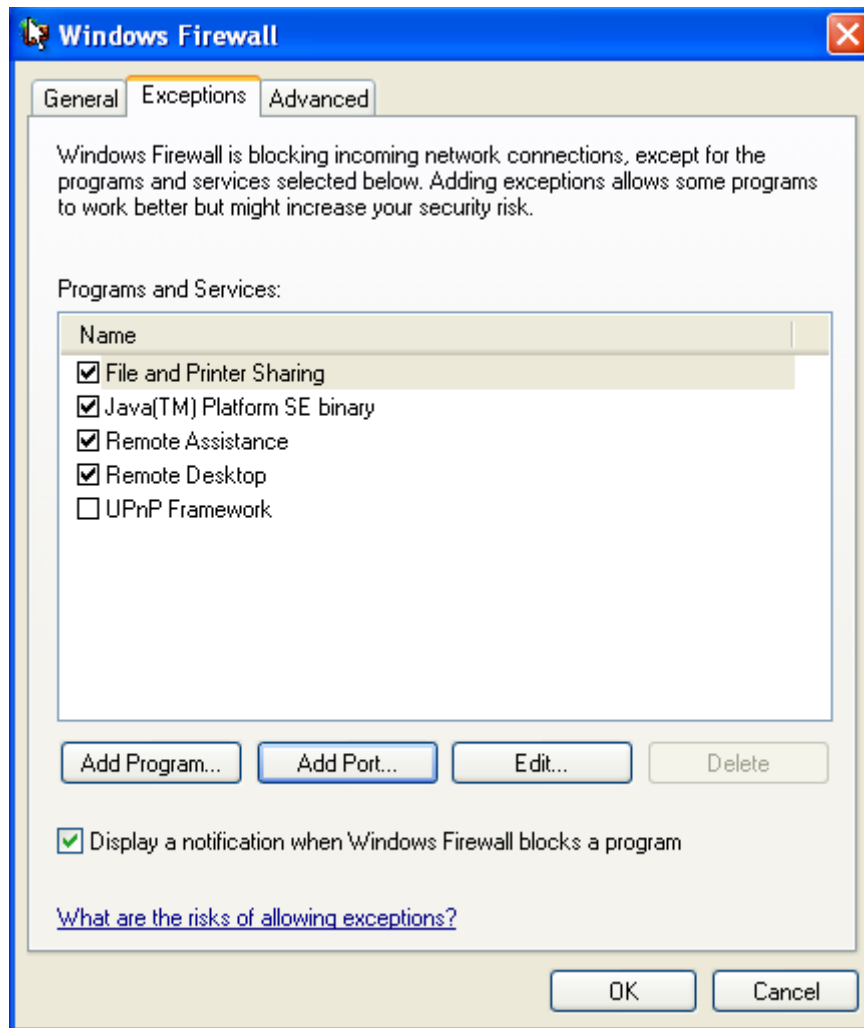 Windows Firewall
General Exceptions Advanced
Windows Firewall is blocking incoming network connections, except for the
programs and services selected below. Adding exceptions allows some programs
to work better but might increase your security risk.
Programs and Services:
Name
File and Printer Sharing
Java(TM) Platform SE binary
Remote Assistance
Remote Desktop
UPnP Framework
Add Program... Add Port... Edit... Delete
Display a notification when Windows Firewall blocks a program
What are the risks of allowing exceptions?
OK Cancel